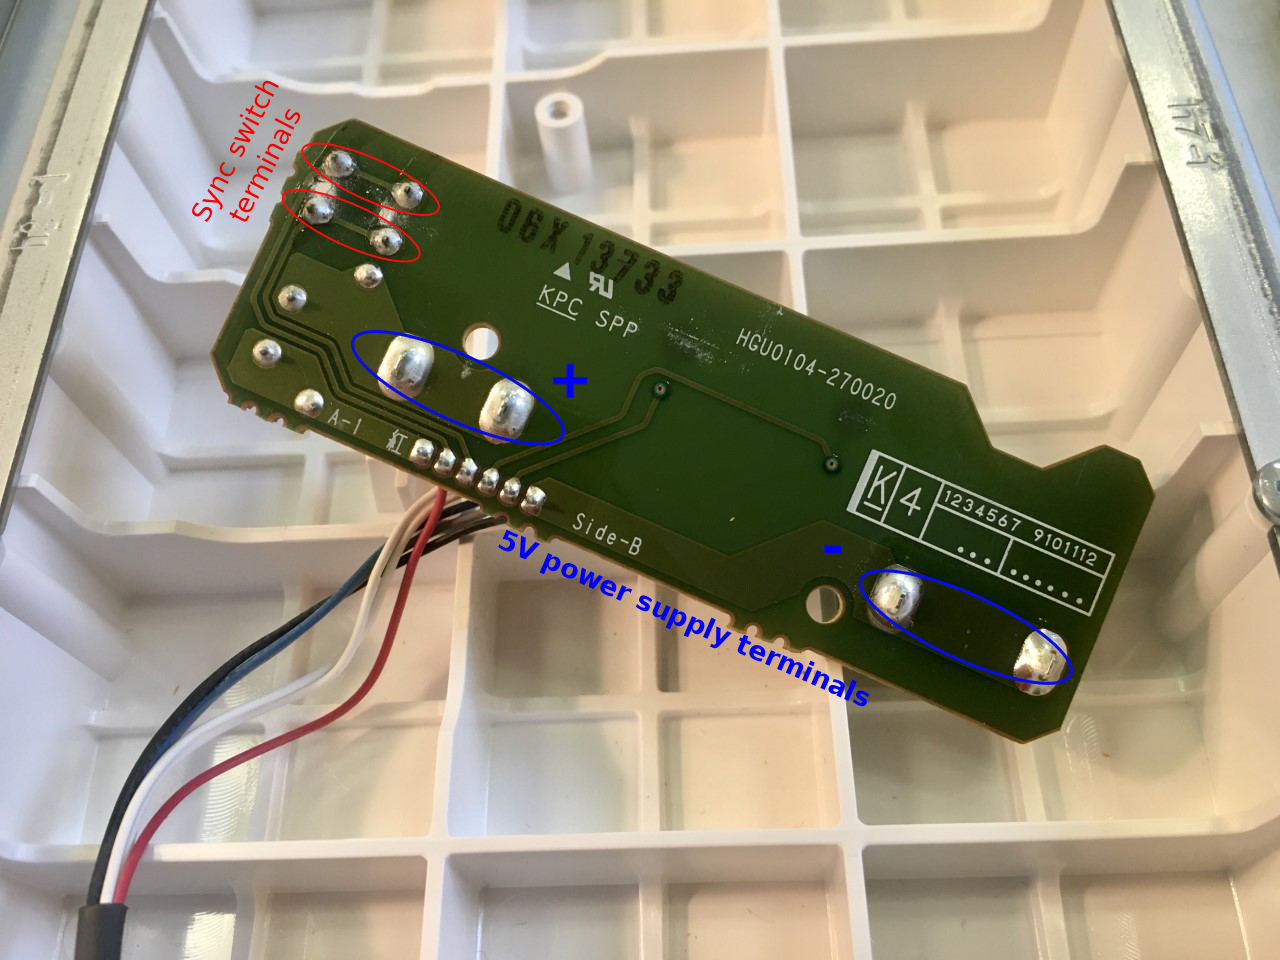 Sync switch
terminals
06X 13733
KPC SPP
HGU0104-270020
+
A-1 紅
Side-B
K 4 1234567 9101112
-
5V power supply terminals